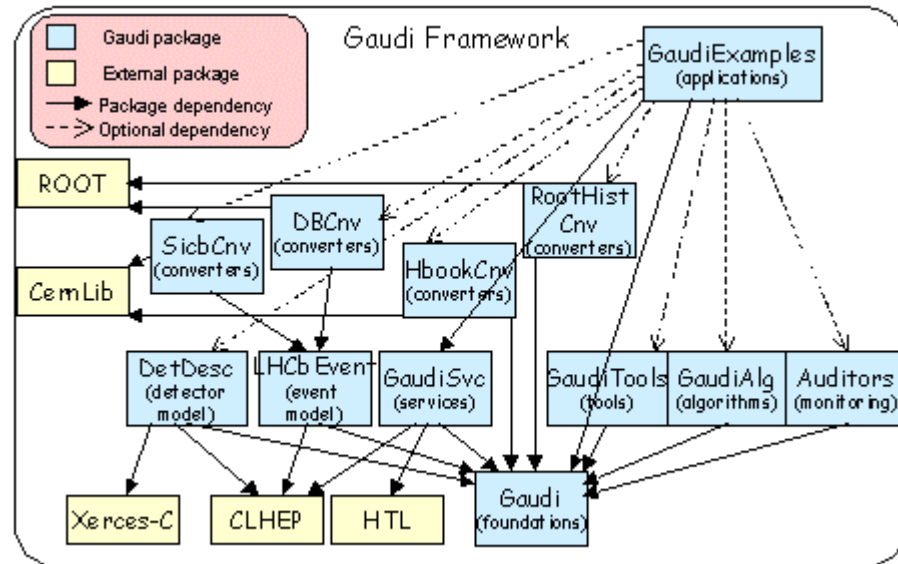 Gaudi Framework
Gaudi package
External package
Package dependency
Optional dependency
GaudiExamples
(applications)
ROOT
RootHist
Cnv
(converters)
DBCnv
(converters)
SicbCnv
(converters)
HbookCnv
(converters)
CernLib
DetDesc
(detector
model)
LHCb Event
(event
model)
GaudiSvc
(services)
GaudiTools
(tools)
GaudiAlg
(algorithms)
Auditors
(monitoring)
Xerces-C
CLHEP
HTL
Gaudi
(foundations)